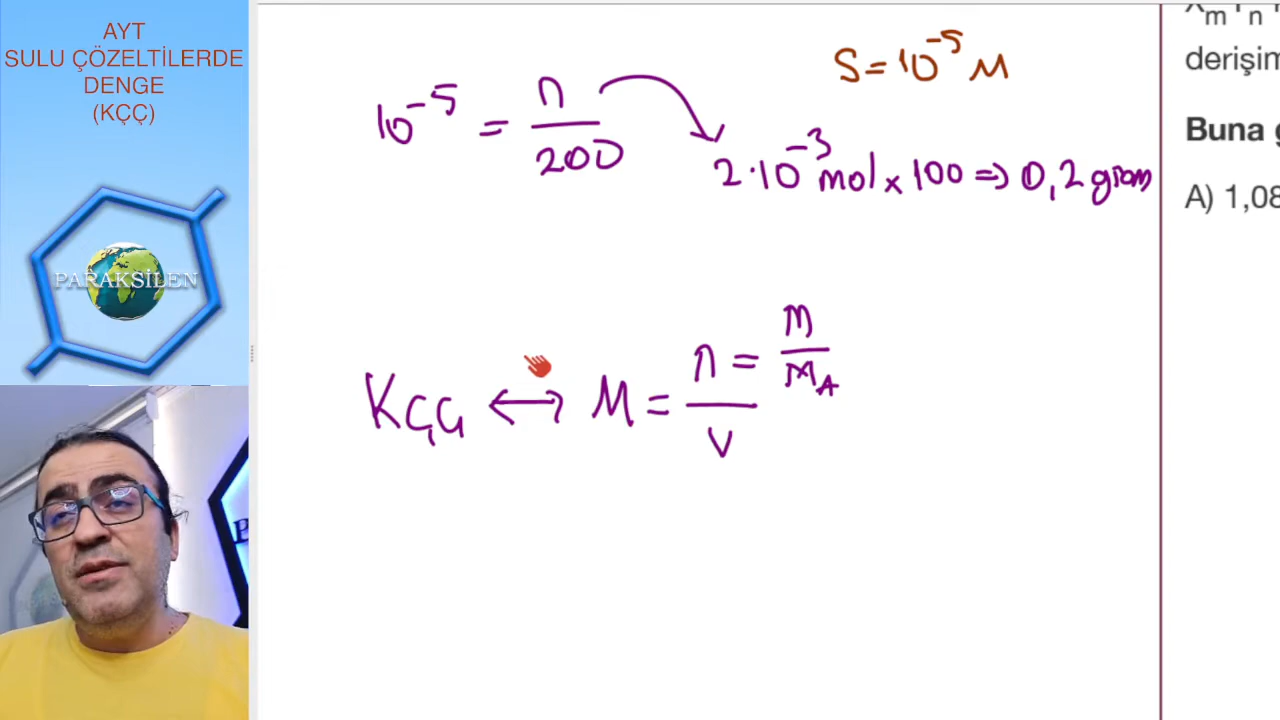 AYT
SULU ÇÖZELTİLERDE
DENGE
(KÇÇ)
PARAKSİLEN
S = 10⁻⁵ M
10⁻⁵ = n / 200
2·10⁻³ mol x 100 ⇒ 0,2 gram
KÇÇ ↔ M = n / V
n = m / MA
derişim
Buna g
A) 1,08